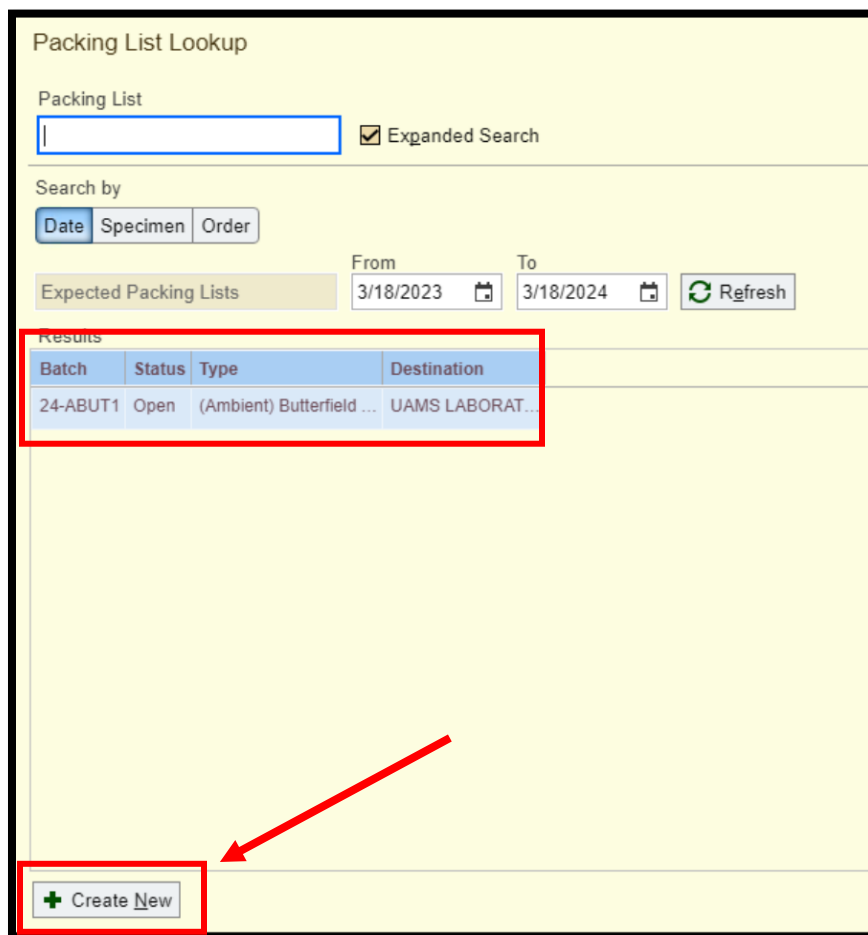 Packing List Lookup
Packing List
Expanded Search
Search by
Date Specimen Order
From To
Expected Packing Lists 3/18/2023 3/18/2024 Refresh
Results
Batch Status Type Destination
24-ABUT1 Open (Ambient) Butterfield ... UAMS LABORAT...
Create New